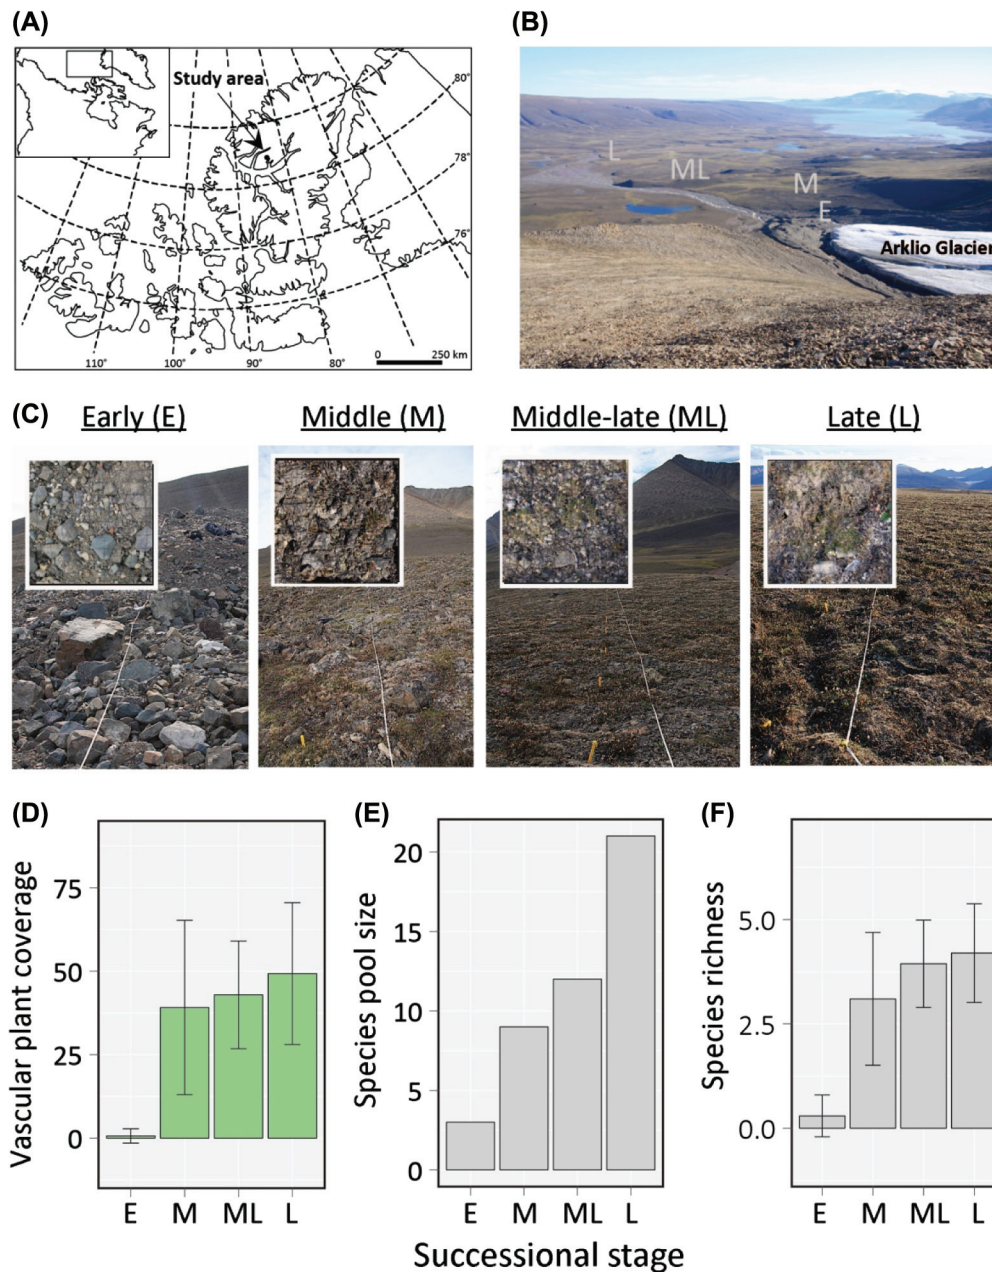 (A)
Study area
80°
78°
76°
110°
100°
90°
80°
0 250 km
(B)
L
ML
M
E
Arklio Glacier
(C)
Early (E)
Middle (M)
Middle-late (ML)
Late (L)
(D)
Vascular plant coverage
75
50
25
0
E M ML L
(E)
Species pool size
20
15
10
5
0
E M ML L
(F)
Species richness
5.0
2.5
0.0
E M ML L
Successional stage